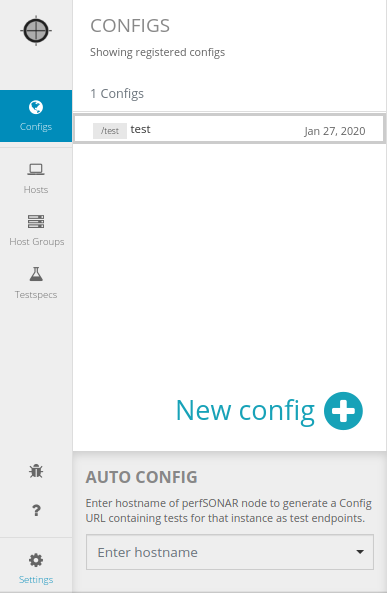 CONFIGS
Showing registered configs
1 Configs
/test test Jan 27, 2020
Configs
Hosts
Host Groups
Testspecs
New config
AUTO CONFIG
Enter hostname of perfSONAR node to generate a Config
URL containing tests for that instance as test endpoints.
Enter hostname
?
Settings